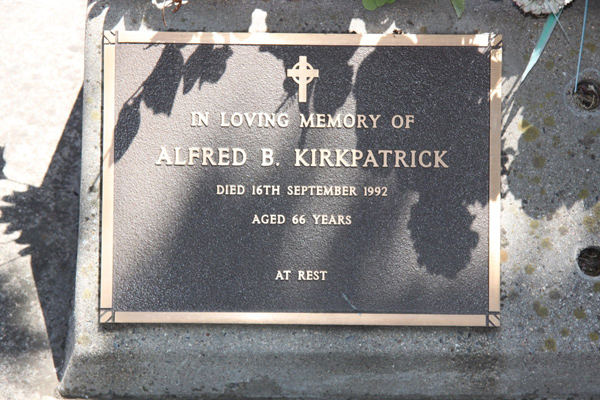 IN LOVING MEMORY OF
ALFRED B. KIRKPATRICK
DIED 16TH SEPTEMBER 1992
AGED 66 YEARS
AT REST